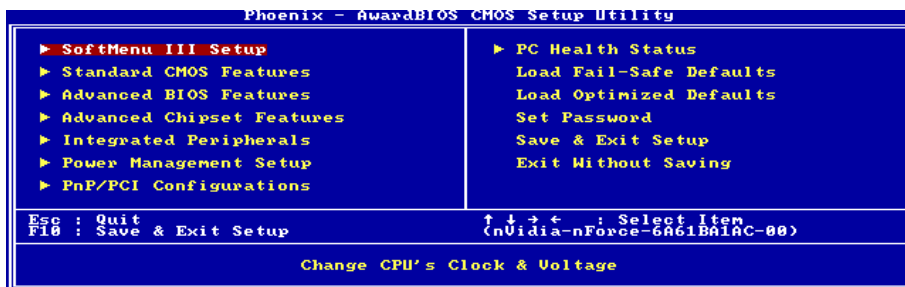 Phoenix - AwardBIOS CMOS Setup Utility
► SoftMenu III Setup
► Standard CMOS Features
► Advanced BIOS Features
► Advanced Chipset Features
► Integrated Peripherals
► Power Management Setup
► PnP/PCI Configurations
► PC Health Status
Load Fail-Safe Defaults
Load Optimized Defaults
Set Password
Save & Exit Setup
Exit Without Saving
Esc : Quit
F10 : Save & Exit Setup
↑ ↓ → ← : Select Item
(nVidia-nForce-6A61BA1AC-00)
Change CPU's Clock & Voltage